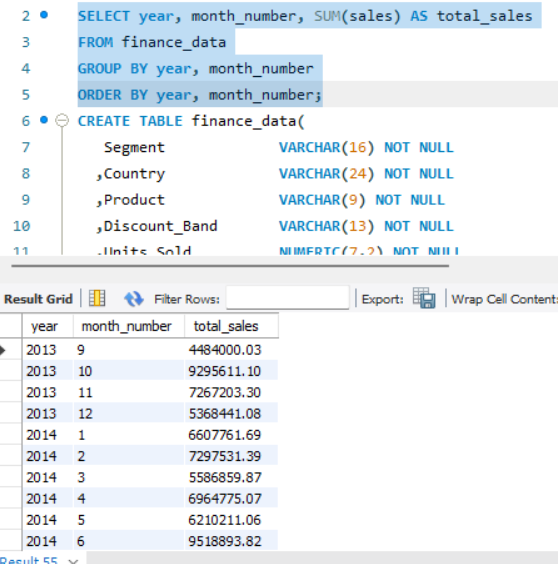 2 SELECT year, month_number, SUM(sales) AS total_sales
3 FROM finance_data
4 GROUP BY year, month_number
5 ORDER BY year, month_number;
6 CREATE TABLE finance_data(
7 Segment VARCHAR(16) NOT NULL
8 ,Country VARCHAR(24) NOT NULL
9 ,Product VARCHAR(9) NOT NULL
10 ,Discount_Band VARCHAR(13) NOT NULL
11 ,Units_Sold NUMERIC(7,2) NOT NULL
Result Grid Filter Rows: Export: Wrap Cell Content:
year month_number total_sales
2013 9 4484000.03
2013 10 9295611.10
2013 11 7267203.30
2013 12 5368441.08
2014 1 6607761.69
2014 2 7297531.39
2014 3 5586859.87
2014 4 6964775.07
2014 5 6210211.06
2014 6 9518893.82
Result 55